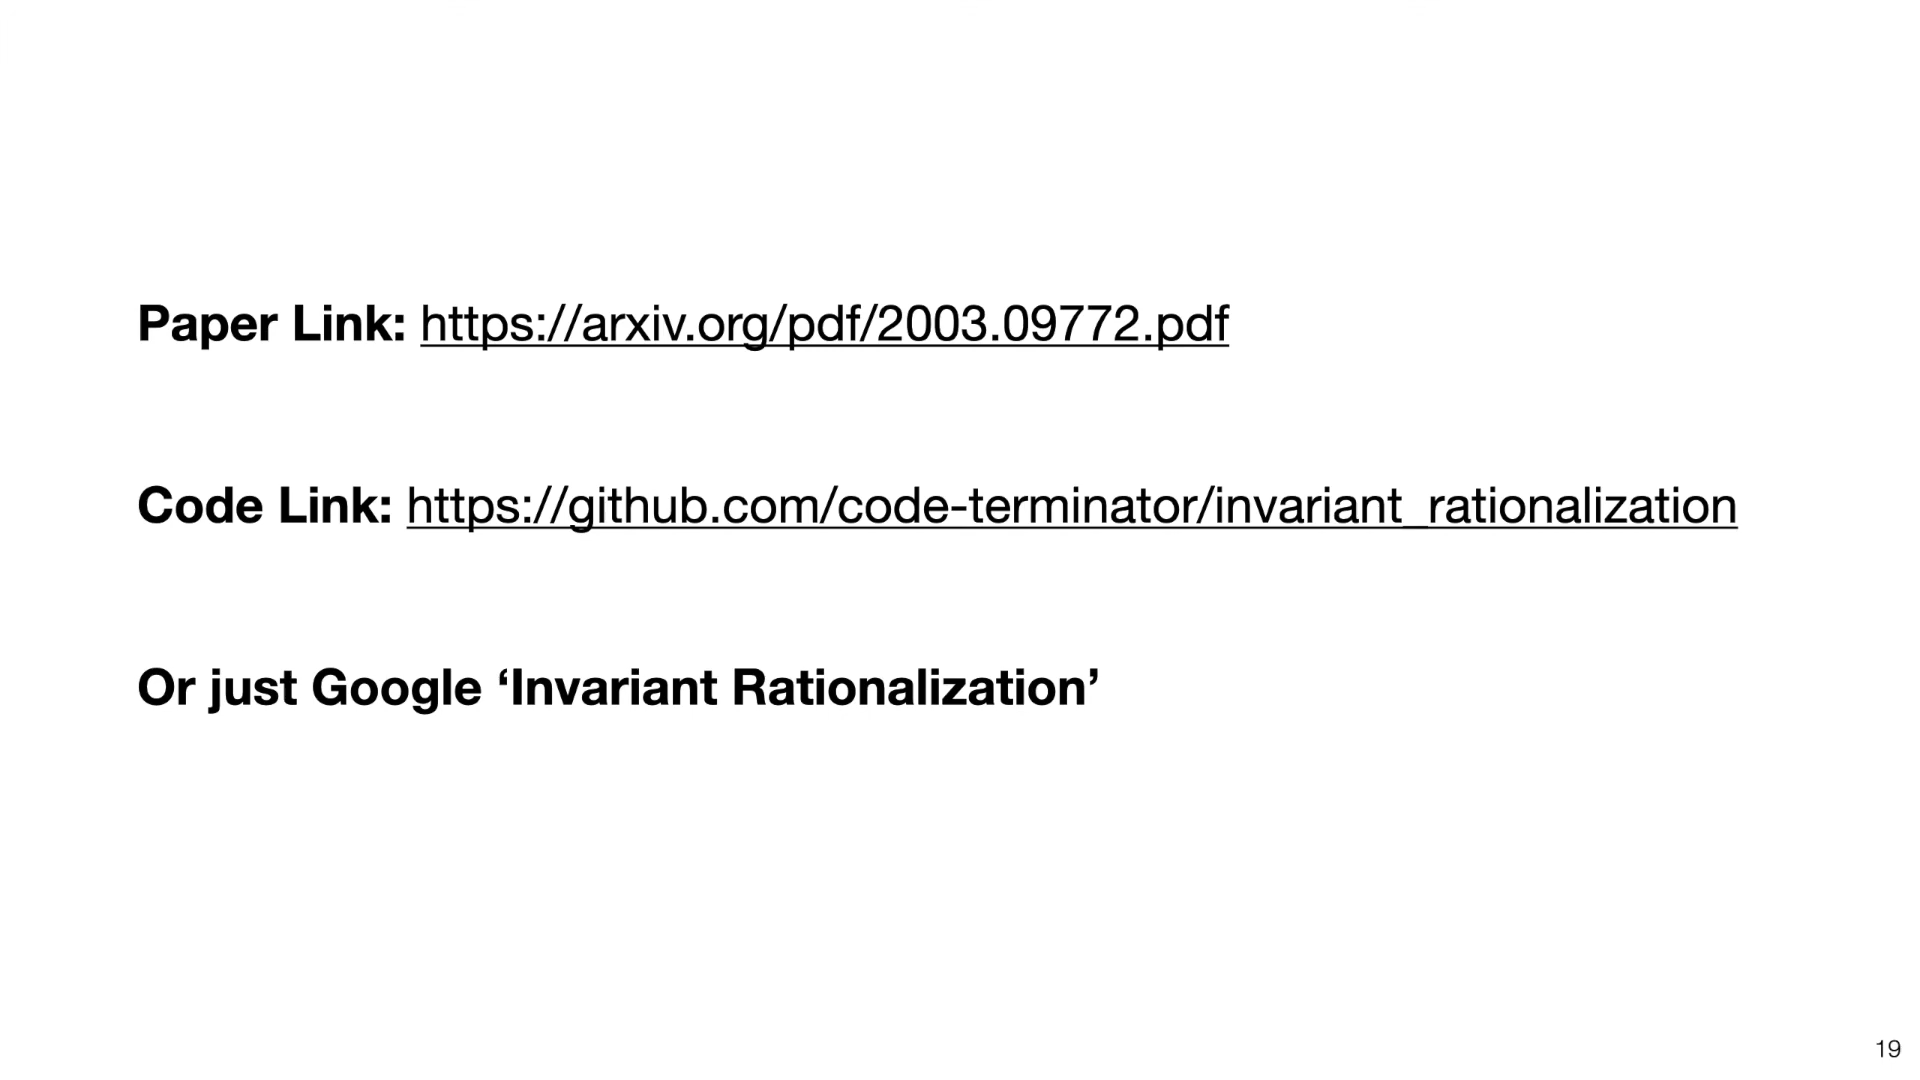 Paper Link: https://arxiv.org/pdf/2003.09772.pdf
Code Link: https://github.com/code-terminator/invariant_rationalization
Or just Google ‘Invariant Rationalization’
19